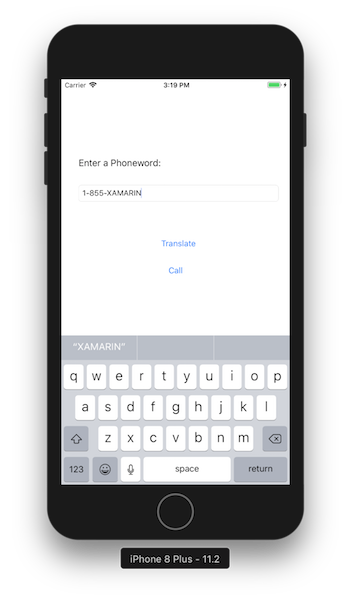 Carrier 3:19 PM
Enter a Phoneword:
1-855-XAMARIN
Translate
Call
“XAMARIN”
q w e r t y u i o p
a s d f g h j k l
z x c v b n m
123 space return
iPhone 8 Plus - 11.2